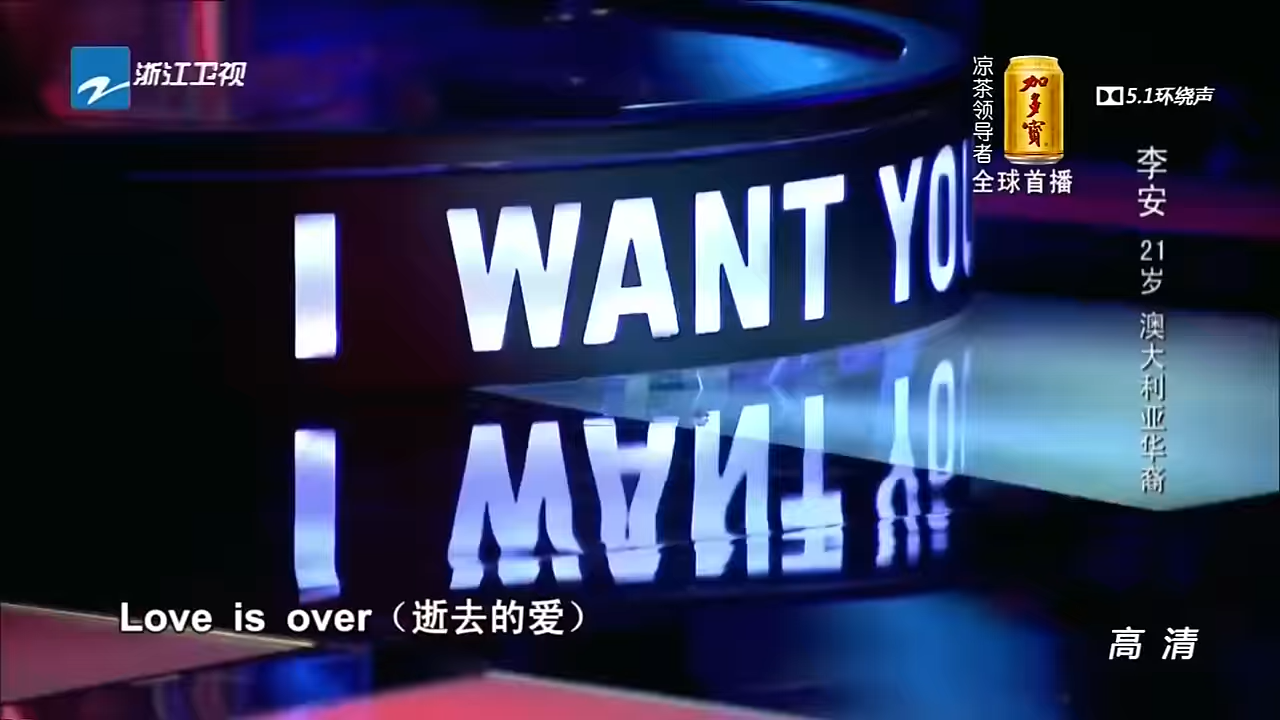 浙江卫视
凉茶领导者
加多寶
全球首播
5.1环绕声
李安 21岁 澳大利亚华裔
I WANT YOU
Love is over（逝去的爱）
高清